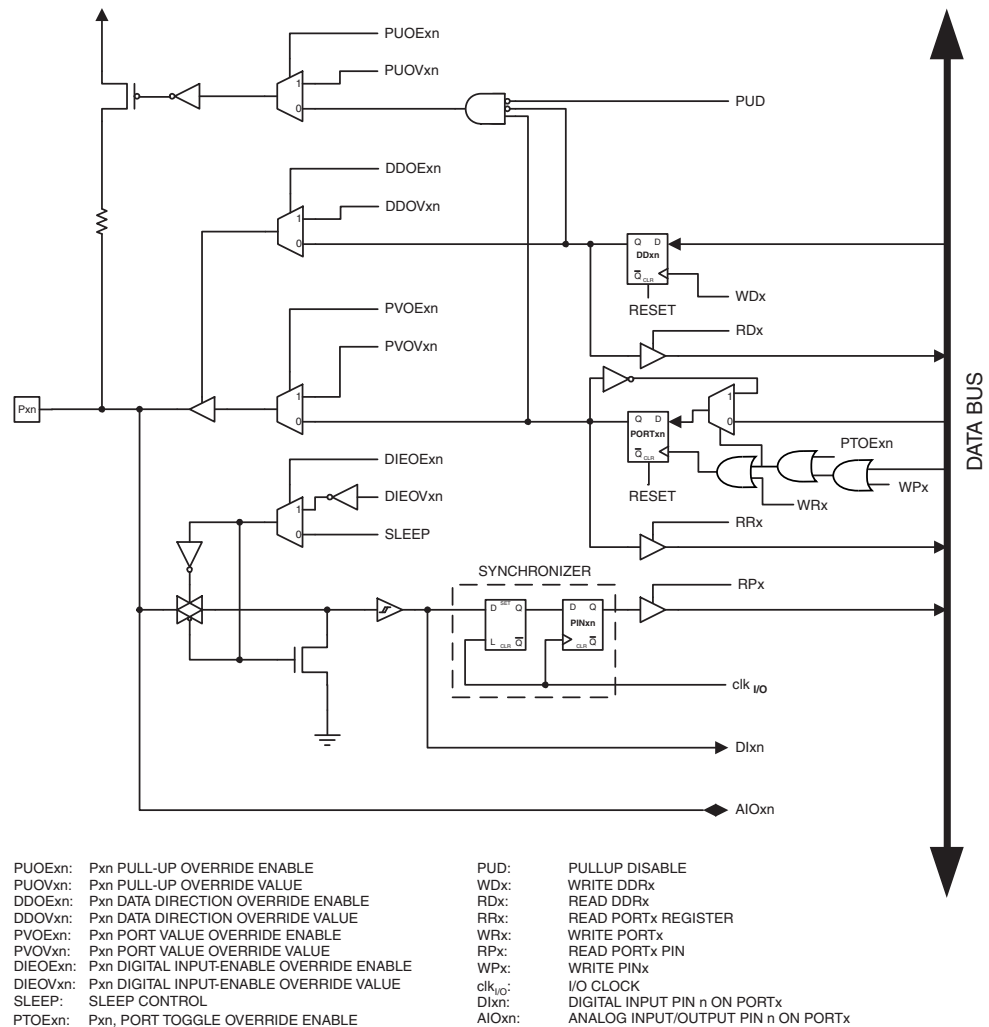 PUOExn
PUOVxn
1
0
PUD
DDOExn
DDOVxn
1
0
Q D
DDxn
Q CLR
WDx
RESET
RDx
PVOExn
PVOVxn
1
0
Pxn
1
0
Q D
PORTxn
Q CLR
PTOExn
WPx
WRx
RESET
RRx
DATA BUS
DIEOExn
DIEOVxn
1
0
SLEEP
SYNCHRONIZER
D SET Q
L CLR Q
D Q
PINxn
CLR Q
RPx
clk I/O
DIxn
AIOxn
PUOExn: Pxn PULL-UP OVERRIDE ENABLE
PUOVxn: Pxn PULL-UP OVERRIDE VALUE
DDOExn: Pxn DATA DIRECTION OVERRIDE ENABLE
DDOVxn: Pxn DATA DIRECTION OVERRIDE VALUE
PVOExn: Pxn PORT VALUE OVERRIDE ENABLE
PVOVxn: Pxn PORT VALUE OVERRIDE VALUE
DIEOExn: Pxn DIGITAL INPUT-ENABLE OVERRIDE ENABLE
DIEOVxn: Pxn DIGITAL INPUT-ENABLE OVERRIDE VALUE
SLEEP: SLEEP CONTROL
PTOExn: Pxn, PORT TOGGLE OVERRIDE ENABLE
PUD: PULLUP DISABLE
WDx: WRITE DDRx
RDx: READ DDRx
RRx: READ PORTx REGISTER
WRx: WRITE PORTx
RPx: READ PORTx PIN
WPx: WRITE PINx
clkI/O: I/O CLOCK
DIxn: DIGITAL INPUT PIN n ON PORTx
AIOxn: ANALOG INPUT/OUTPUT PIN n ON PORTx